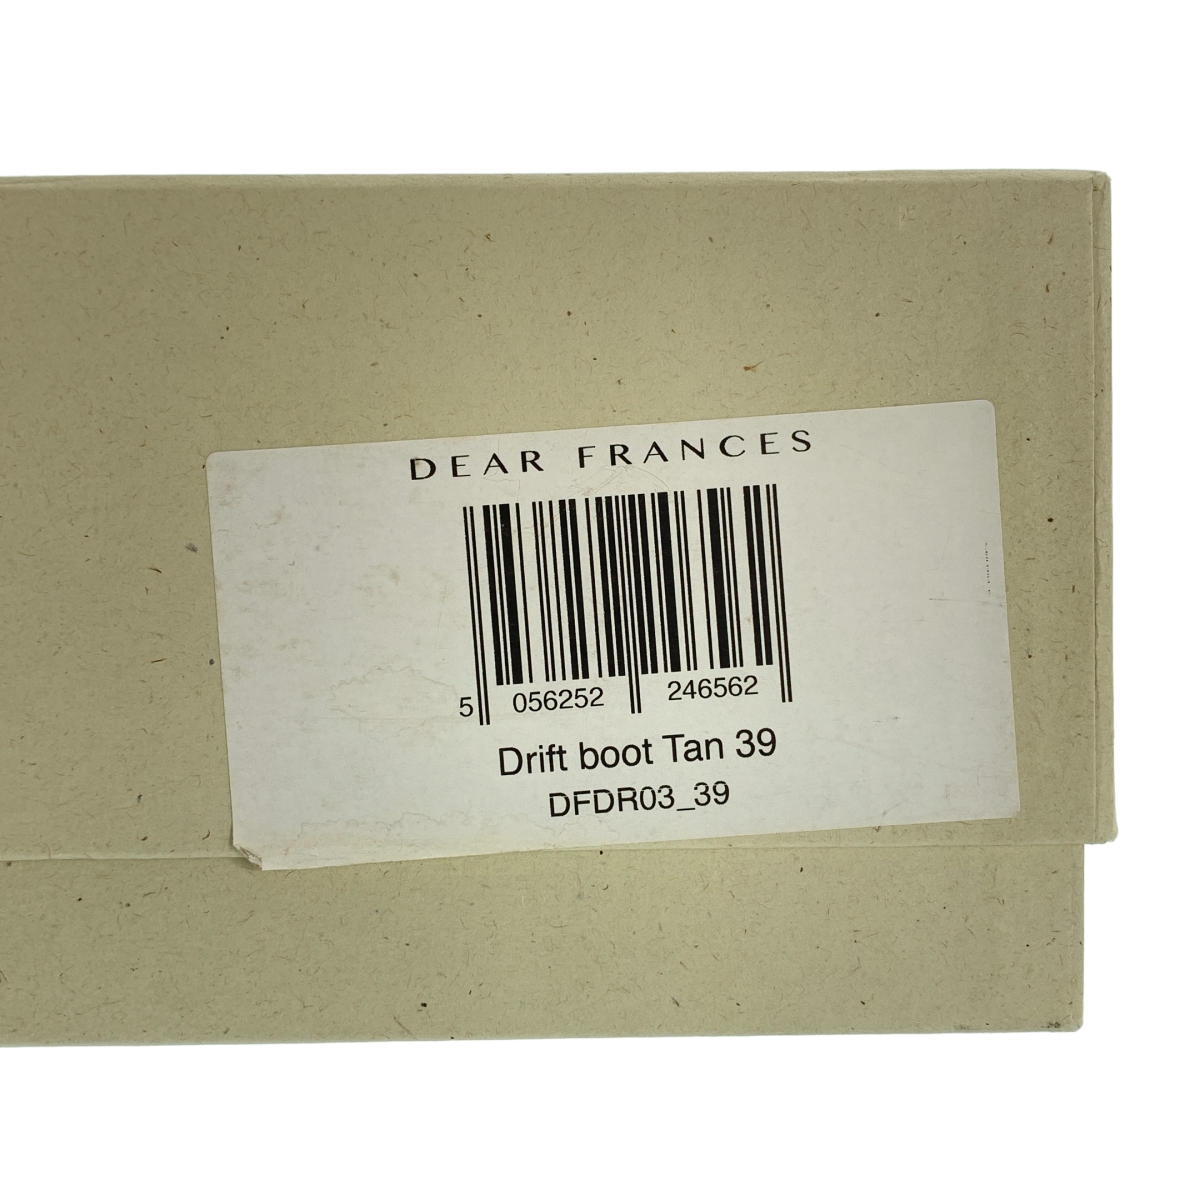 DEAR FRANCES
5 056252 246562
Drift boot Tan 39
DFDR03_39